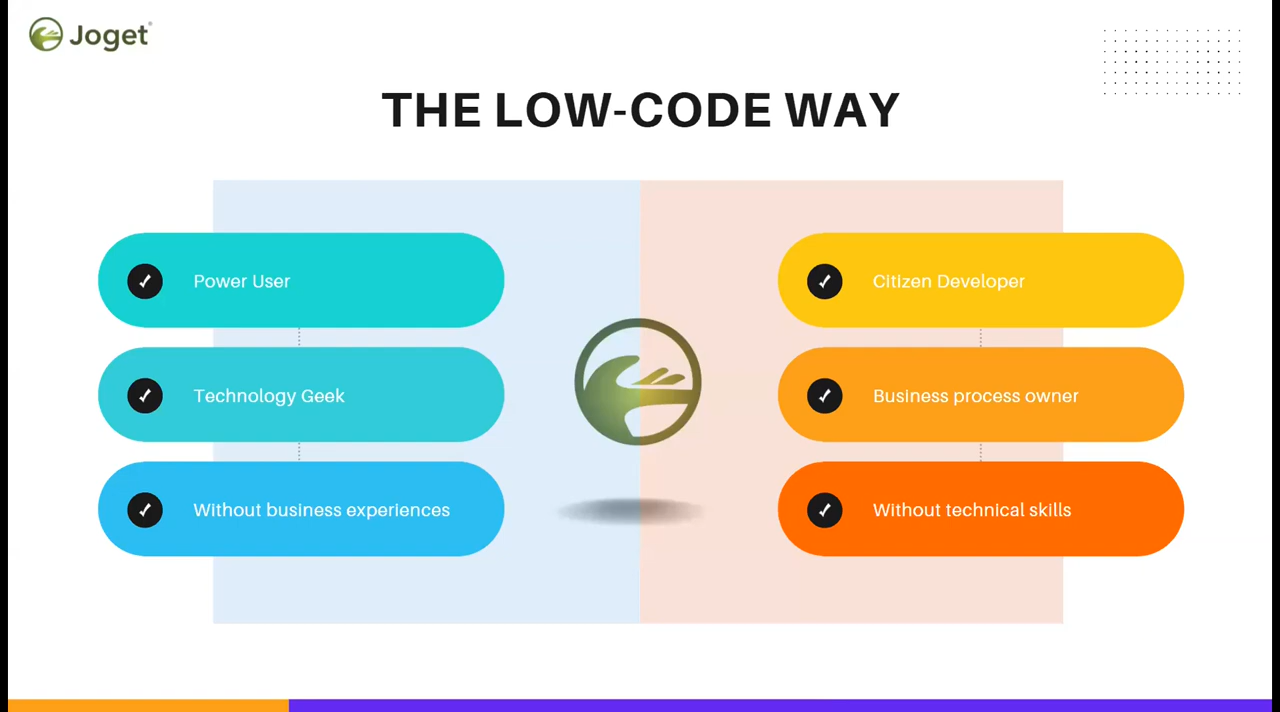 Joget®
THE LOW-CODE WAY
Power User
Technology Geek
Without business experiences
Citizen Developer
Business process owner
Without technical skills